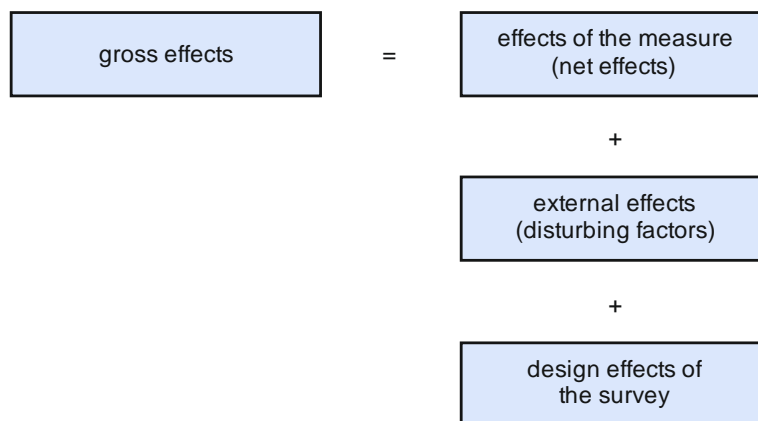 gross effects
=
effects of the measure
(net effects)
+
external effects
(disturbing factors)
+
design effects of
the survey